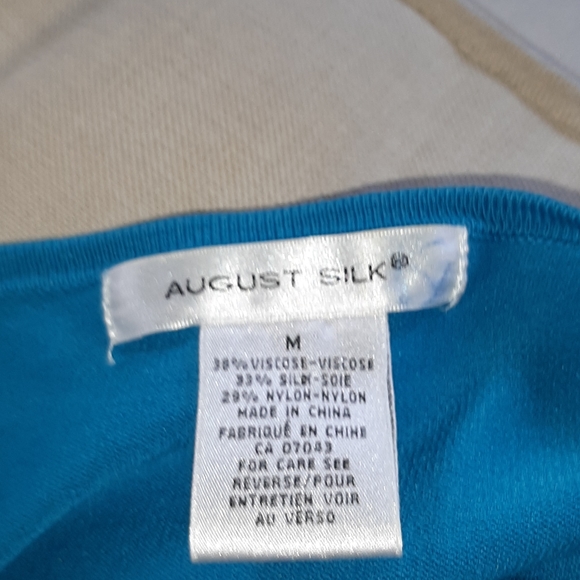 AUGUST SILK®
M
38% VISCOSE-VISCOSE
33% SILK-SOIE
29% NYLON-NYLON
MADE IN CHINA
FABRIQUÉ EN CHINE
CA 07043
FOR CARE SEE
REVERSE/POUR
ENTRETIEN VOIR
AU VERSO